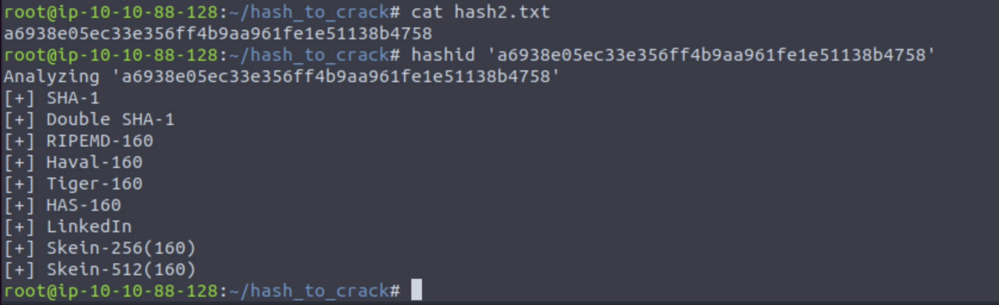 root@ip-10-10-88-128:~/hash_to_crack# cat hash2.txt
a6938e05ec33e356ff4b9aa961fe1e51138b4758
root@ip-10-10-88-128:~/hash_to_crack# hashid 'a6938e05ec33e356ff4b9aa961fe1e51138b4758'
Analyzing 'a6938e05ec33e356ff4b9aa961fe1e51138b4758'
[+] SHA-1
[+] Double SHA-1
[+] RIPEMD-160
[+] Haval-160
[+] Tiger-160
[+] HAS-160
[+] LinkedIn
[+] Skein-256(160)
[+] Skein-512(160)
root@ip-10-10-88-128:~/hash_to_crack#